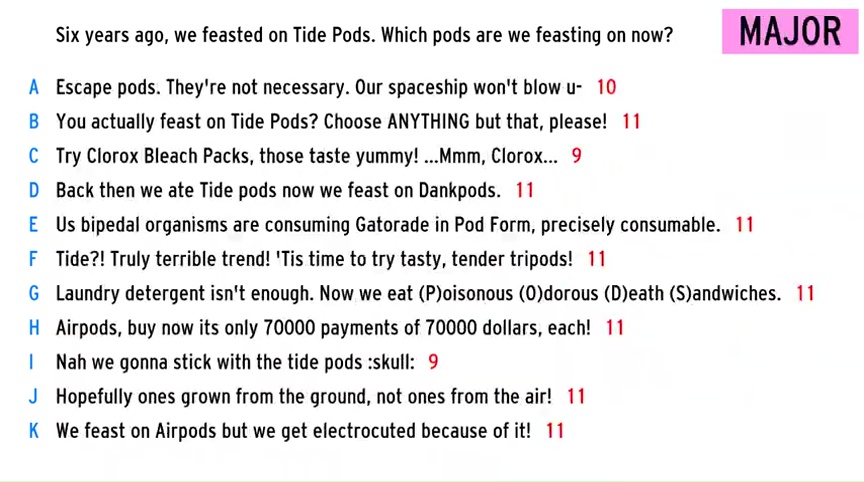 Six years ago, we feasted on Tide Pods. Which pods are we feasting on now?
MAJOR
A Escape pods. They're not necessary. Our spaceship won't blow u- 10
B You actually feast on Tide Pods? Choose ANYTHING but that, please! 11
C Try Clorox Bleach Packs, those taste yummy! ...Mmm, Clorox... 9
D Back then we ate Tide pods now we feast on Dankpods. 11
E Us bipedal organisms are consuming Gatorade in Pod Form, precisely consumable. 11
F Tide?! Truly terrible trend! 'Tis time to try tasty, tender tripods! 11
G Laundry detergent isn't enough. Now we eat (P)oisonous (O)dorous (D)eath (S)andwiches. 11
H Airpods, buy now its only 70000 payments of 70000 dollars, each! 11
I Nah we gonna stick with the tide pods :skull: 9
J Hopefully ones grown from the ground, not ones from the air! 11
K We feast on Airpods but we get electrocuted because of it! 11